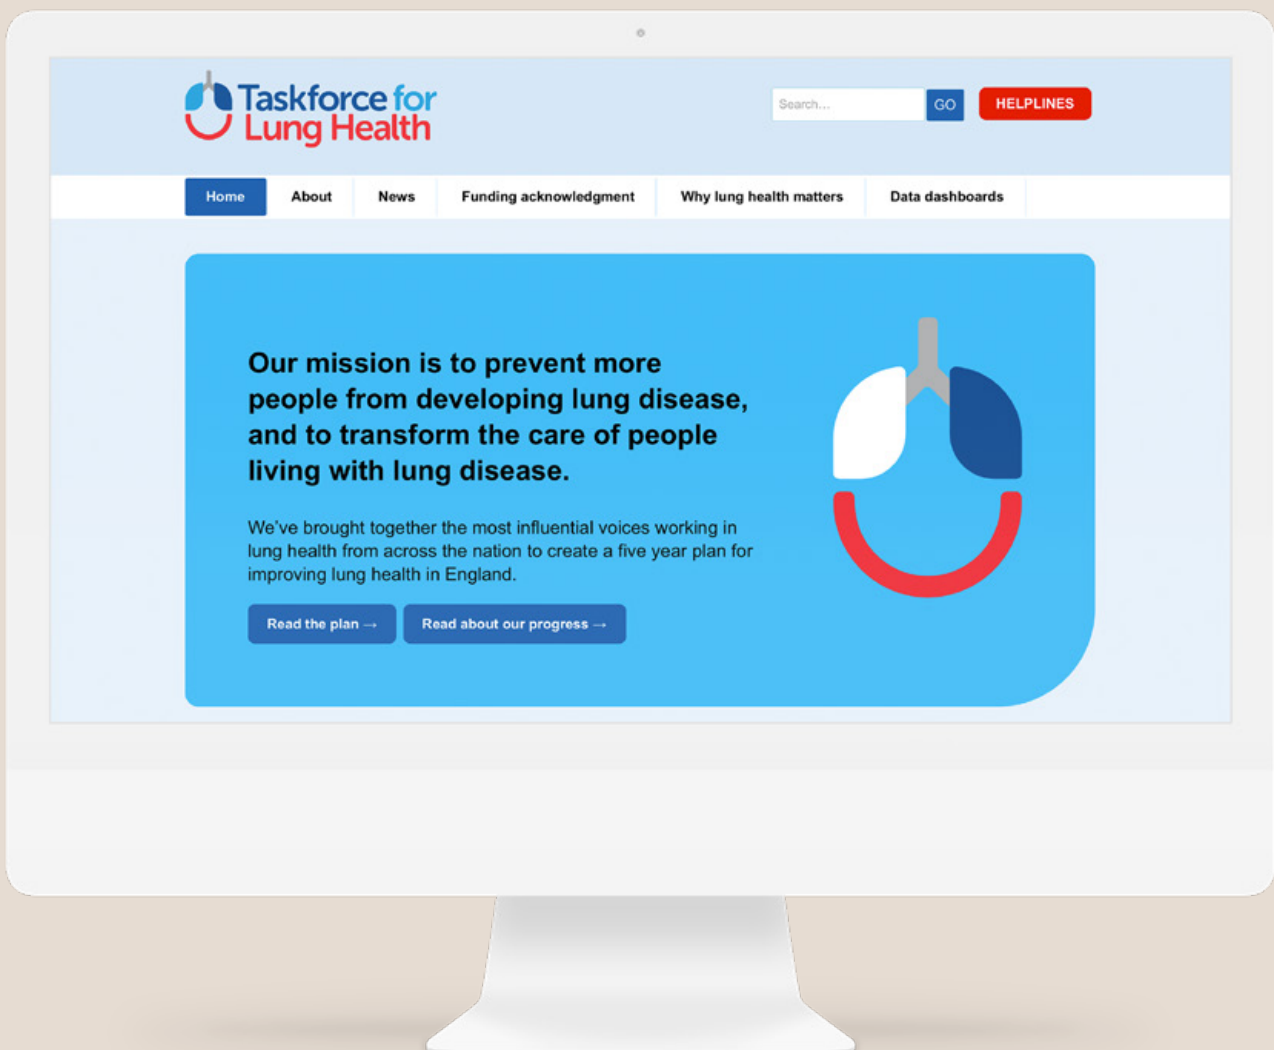 Taskforce for
Lung Health
Search...
GO
HELPLINES
Home
About
News
Funding acknowledgment
Why lung health matters
Data dashboards
Our mission is to prevent more
people from developing lung disease,
and to transform the care of people
living with lung disease.
We've brought together the most influential voices working in
lung health from across the nation to create a five year plan for
improving lung health in England.
Read the plan →
Read about our progress →